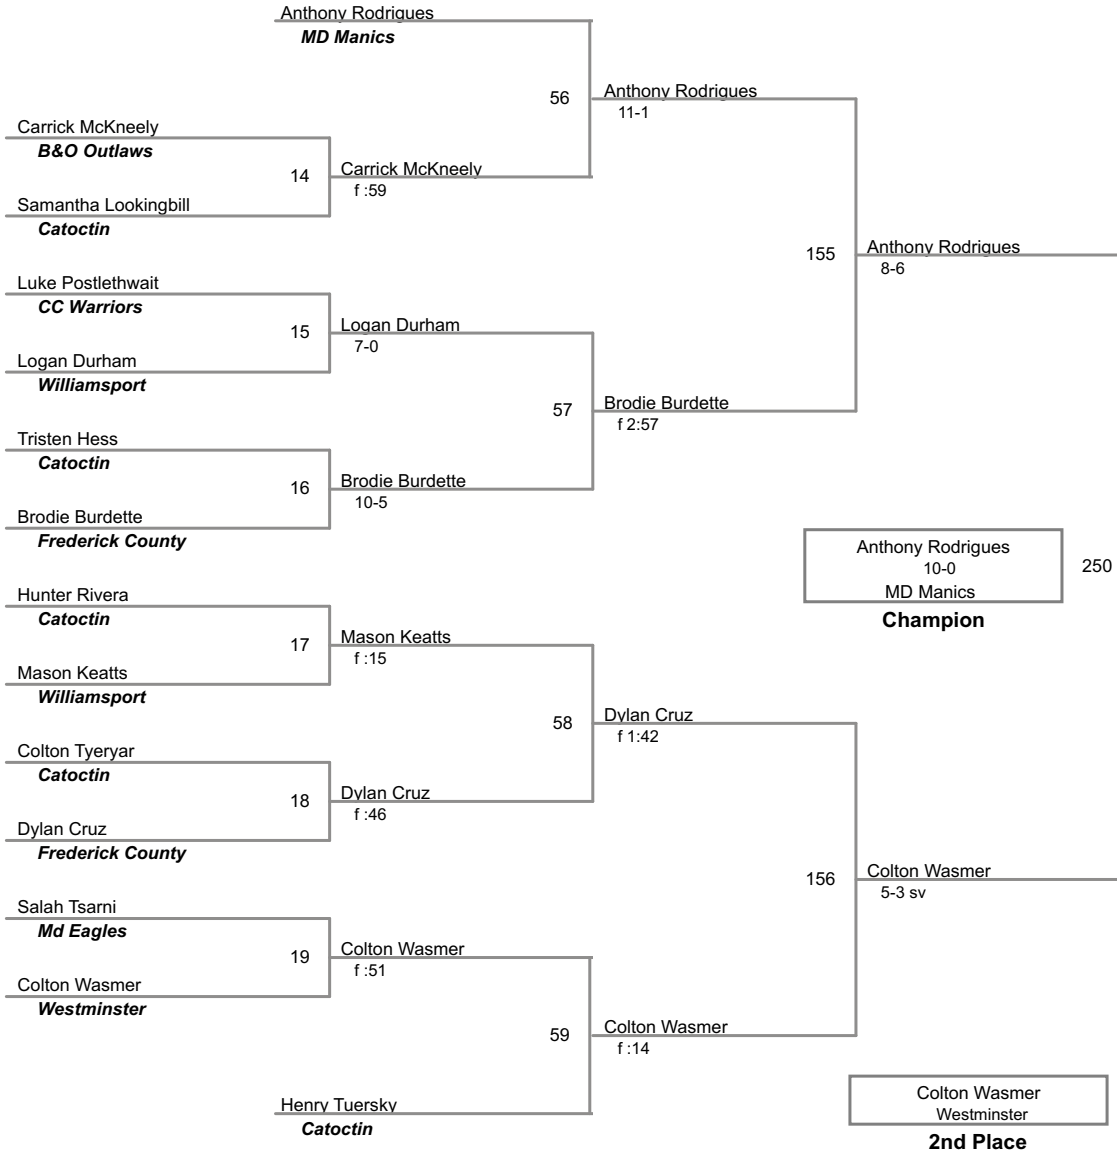 Anthony Rodrigues
MD Manics
56
Anthony Rodrigues
11-1
Carrick McKneely
B&O Outlaws
14
Carrick McKneely
f :59
Samantha Lookingbill
Catoctin
155
Anthony Rodrigues
8-6
Luke Postlethwait
CC Warriors
15
Logan Durham
7-0
Logan Durham
Williamsport
57
Brodie Burdette
f 2:57
Tristen Hess
Catoctin
16
Brodie Burdette
10-5
Brodie Burdette
Frederick County
Anthony Rodrigues
10-0
MD Manics
250
Champion
Hunter Rivera
Catoctin
17
Mason Keatts
f :15
Mason Keatts
Williamsport
58
Dylan Cruz
f 1:42
Colton Tyeryar
Catoctin
18
Dylan Cruz
f :46
Dylan Cruz
Frederick County
156
Colton Wasmer
5-3 sv
Salah Tsarni
Md Eagles
19
Colton Wasmer
f :51
Colton Wasmer
Westminster
59
Colton Wasmer
f :14
Henry Tuersky
Catoctin
Colton Wasmer
Westminster
2nd Place